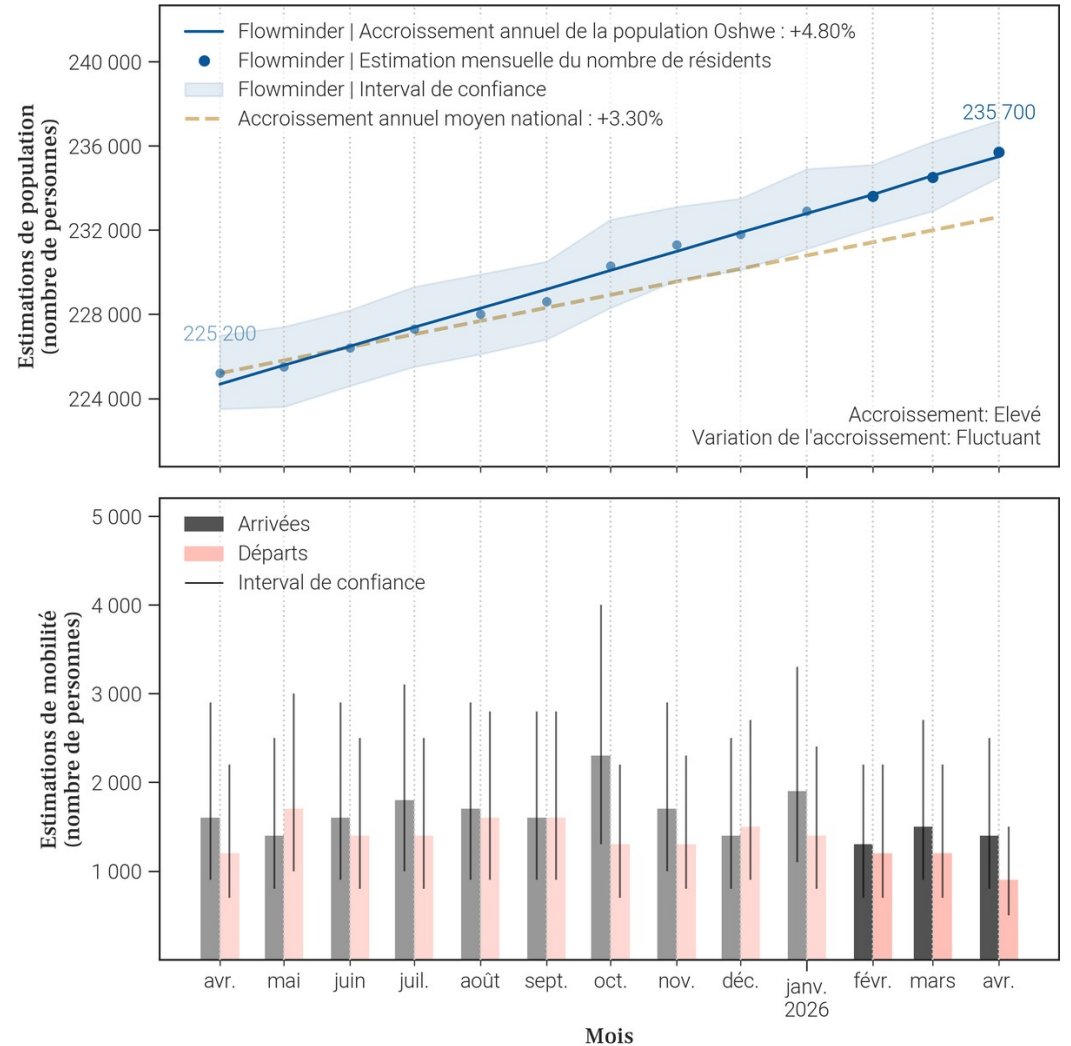 Flowminder | Accroissement annuel de la population Oshwe : +4.80%
Flowminder | Estimation mensuelle du nombre de résidents
Flowminder | Interval de confiance
Accroissement annuel moyen national : +3.30%
Estimations de population
(nombre de personnes)
240 000
236 000
232 000
228 000
224 000
225 200
235 700
Accroissement: Elevé
Variation de l'accroissement: Fluctuant
Arrivées
Départs
Interval de confiance
Estimations de mobilité
(nombre de personnes)
5 000
4 000
3 000
2 000
1 000
avr. mai juin juil. août sept. oct. nov. déc. janv. févr. mars avr.
2026
Mois